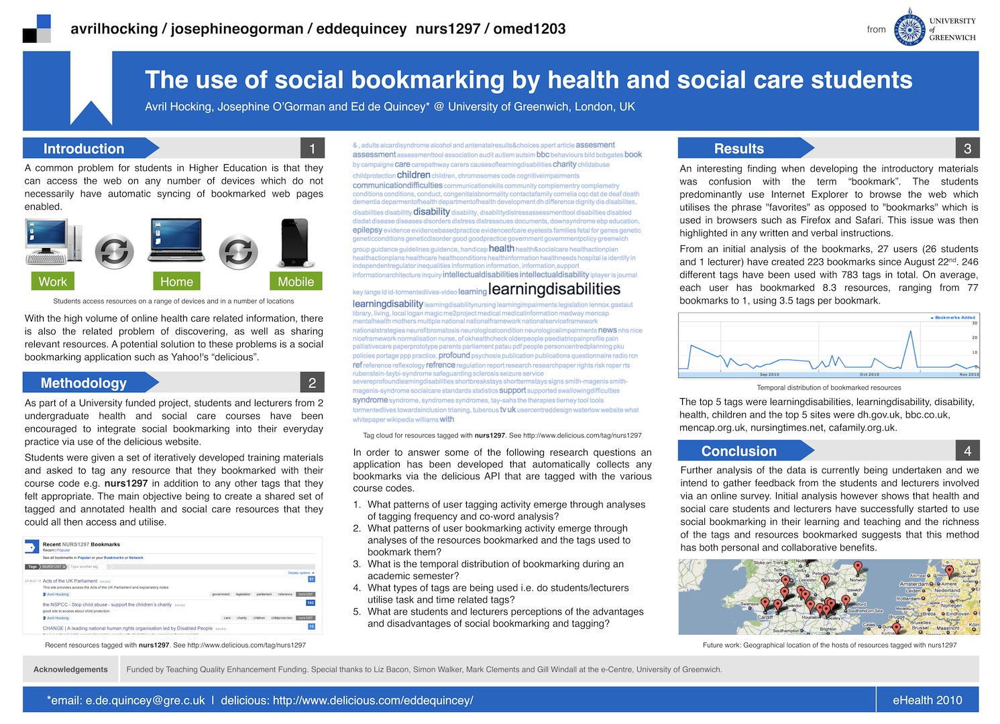 avrilhocking / josephineogorman / eddequincey nurs1297 / omed1203
from
UNIVERSITY
of
GREENWICH
The use of social bookmarking by health and social care students
Avril Hocking, Josephine O'Gorman and Ed de Quincey* @ University of Greenwich, London, UK
Introduction
1
A common problem for students in Higher Education is that they
can access the web on any number of devices which do not
necessarily have automatic syncing of bookmarked web pages
enabled.
Work
Home
Mobile
Students access resources on a range of devices and in a number of locations
With the high volume of online health care related information, there
is also the related problem of discovering, as well as sharing
relevant resources. A potential solution to these problems is a social
bookmarking application such as Yahoo!'s “delicious”.
Methodology
2
As part of a University funded project, students and lecturers from 2
undergraduate health and social care courses have been
encouraged to integrate social bookmarking into their everyday
practice via use of the delicious website.
Students were given a set of iteratively developed training materials
and asked to tag any resource that they bookmarked with their
course code e.g. nurs1297 in addition to any other tags that they
felt appropriate. The main objective being to create a shared set of
tagged and annotated health and social care resources that they
could all then access and utilise.
Recent NURS1297 Bookmarks
Recent | Popular
See all bookmarks in Popular or your Bookmarks or Network.
Tags NURS1297 × Type another tag
Display options
23 AUG 10 Acts of the UK Parliament SAVED 81
This site provides access the Acts of the UK Parliament and explanatory notes
Avril Hocking government legislation parliament reference nurs1297
the NSPCC - Stop child abuse - support the children's charity SAVED 143
good site to access about child protection
Avril Hocking care charity children childprotection nurs1297
CHANGE | A leading national human rights organisation led by Disabled People SAVED 15
Recent resources tagged with nurs1297. See http://www.delicious.com/tag/nurs1297
& , adults aicardisyndrome alcohol and antenatalresults&choices apert article assesment
assessment assessmenttool association audit autism autsim bbc behaviours bild bobgates book
by campaigne care carepathway carers causesoflearningdisabilities charity childabuse
childprotection children children, chromosomes code cognitiveimpairments
communicationdifficulties communicationskills community complementry complemetry
conditions conditions, conduct, congenitalabnormality contactafamily cornelia cqc dat de deaf death
dementia deparmentofhealth departmentofhealth development dh difference dignity dis disabilites,
disabilities disabilitty disability disability, disabilitydistressassessmenttool disabilties disabled
disdat disease diseases disorders distress distresscues documents, downsyndrome ebp education,
epilepsy evidence evidencebasedpractice evidenceofcare eyetests families fetal for genes genetic
geneticconditions geneticdisorder good goodpractice government governmentpolicy greenwich
group guidance guidelines guidence, handicap health health&socialcare healthactionplan
healthactionplans healthcare healthconditions healthinformation healthneeds hospital ia identify in
independentregulator inequalities information information, information,support
informationarchitecture inquiry intellectualdisabilities intellectualdisability iplayer is journal
key lange ld ld-tormentedlives-video learning learningdisabilities
learningdisability learningdisabilitynursing learningimpairments legislation lennox.gastaut
library, living, local logan magic me2project medical medicalinformation medway mencap
mentalhealth mothers multiple national nationalframework nationalserviceframework
nationalstrategies neurofibromatosis neurologicalcondition neurologicalimpairments news nhs nice
niceframework normalisation nurse, of okhealthcheck olderpeople paediatricpainprofile pain
palliativecare paperprototype parents parliament patau pdf people personcentredplanning pku
policies portage ppp practice, profound psychosis publication publications questionnaire radio rcn
ref reference reflexology refrence regulation report research researchpaper rights risk roper rts
rubenstein-taybi-syndrome safeguarding sclerosis seizure service
severeprofoundlearningdisabilities shortbreakstays shorttermstays signs smith-magenis smith-
magenis-syndrome socialcare standards statistics support supported swallowingdifficulties
syndrome syndrome, syndromes syndromes, tay-sahs the therapies tierney tool tools
tormentedlives towardsinclusion trianing, tuberous tv uk usercentreddesign waterlow website what
whitepaper wikipedia williams with
Tag cloud for resources tagged with nurs1297. See http://www.delicious.com/tag/nurs1297
In order to answer some of the following research questions an
application has been developed that automatically collects any
bookmarks via the delicious API that are tagged with the various
course codes.
1. What patterns of user tagging activity emerge through analyses
of tagging frequency and co-word analysis?
2. What patterns of user bookmarking activity emerge through
analyses of the resources bookmarked and the tags used to
bookmark them?
3. What is the temporal distribution of bookmarking during an
academic semester?
4. What types of tags are being used i.e. do students/lecturers
utilise task and time related tags?
5. What are students and lecturers perceptions of the advantages
and disadvantages of social bookmarking and tagging?
Results
3
An interesting finding when developing the introductory materials
was confusion with the term “bookmark”. The students
predominantly use Internet Explorer to browse the web which
utilises the phrase "favorites" as opposed to "bookmarks" which is
used in browsers such as Firefox and Safari. This issue was then
highlighted in any written and verbal instructions.
From an initial analysis of the bookmarks, 27 users (26 students
and 1 lecturer) have created 223 bookmarks since August 22nd. 246
different tags have been used with 783 tags in total. On average,
each user has bookmarked 8.3 resources, ranging from 77
bookmarks to 1, using 3.5 tags per bookmark.
Bookmarks Added
30
20
10
0
Sep 2010 Oct 2010 Nov 2010
Temporal distribution of bookmarked resources
The top 5 tags were learningdisabilities, learningdisability, disability,
health, children and the top 5 sites were dh.gov.uk, bbc.co.uk,
mencap.org.uk, nursingtimes.net, cafamily.org.uk.
Conclusion
4
Further analysis of the data is currently being undertaken and we
intend to gather feedback from the students and lecturers involved
via an online survey. Initial analysis however shows that health and
social care students and lecturers have successfully started to use
social bookmarking in their learning and teaching and the richness
of the tags and resources bookmarked suggests that this method
has both personal and collaborative benefits.
Stoke-on-Trent
Telford Derby
Leicester Peterborough Norwich
Ipswich
Swansea Swindon
Cardiff Hounslow Bexley Southend-on-Sea
Southampton Brighton
Alkmaar
Amsterdam Almere
Leiden Nederland
Netherlands
Rotterdam
Middelburg Nijmegen
Brugge Breda Eindhoven
Calais Bruxelles
Brussel Maastricht Köln
Future work: Geographical location of the hosts of resources tagged with nurs1297
Acknowledgements
Funded by Teaching Quality Enhancement Funding. Special thanks to Liz Bacon, Simon Walker, Mark Clements and Gill Windall at the e-Centre, University of Greenwich.
*email: e.de.quincey@gre.c.uk | delicious: http://www.delicious.com/eddequincey/
eHealth 2010